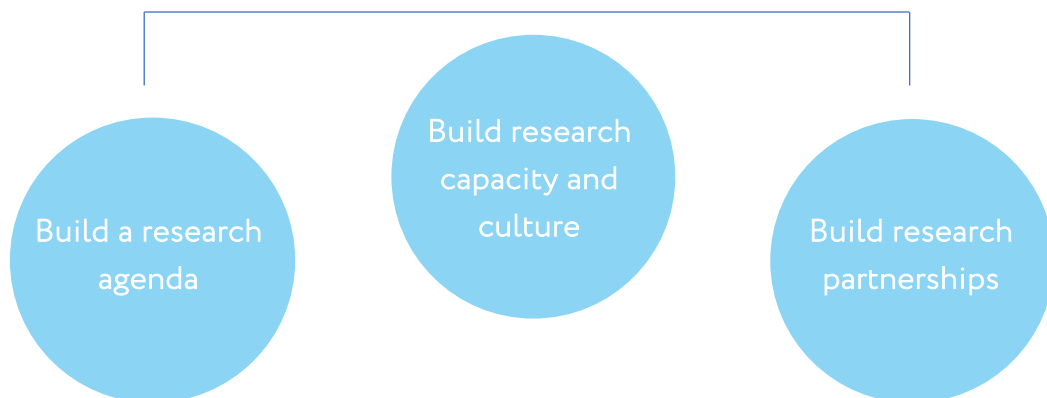 Build a research
agenda
Build research
capacity and
culture
Build research
partnerships